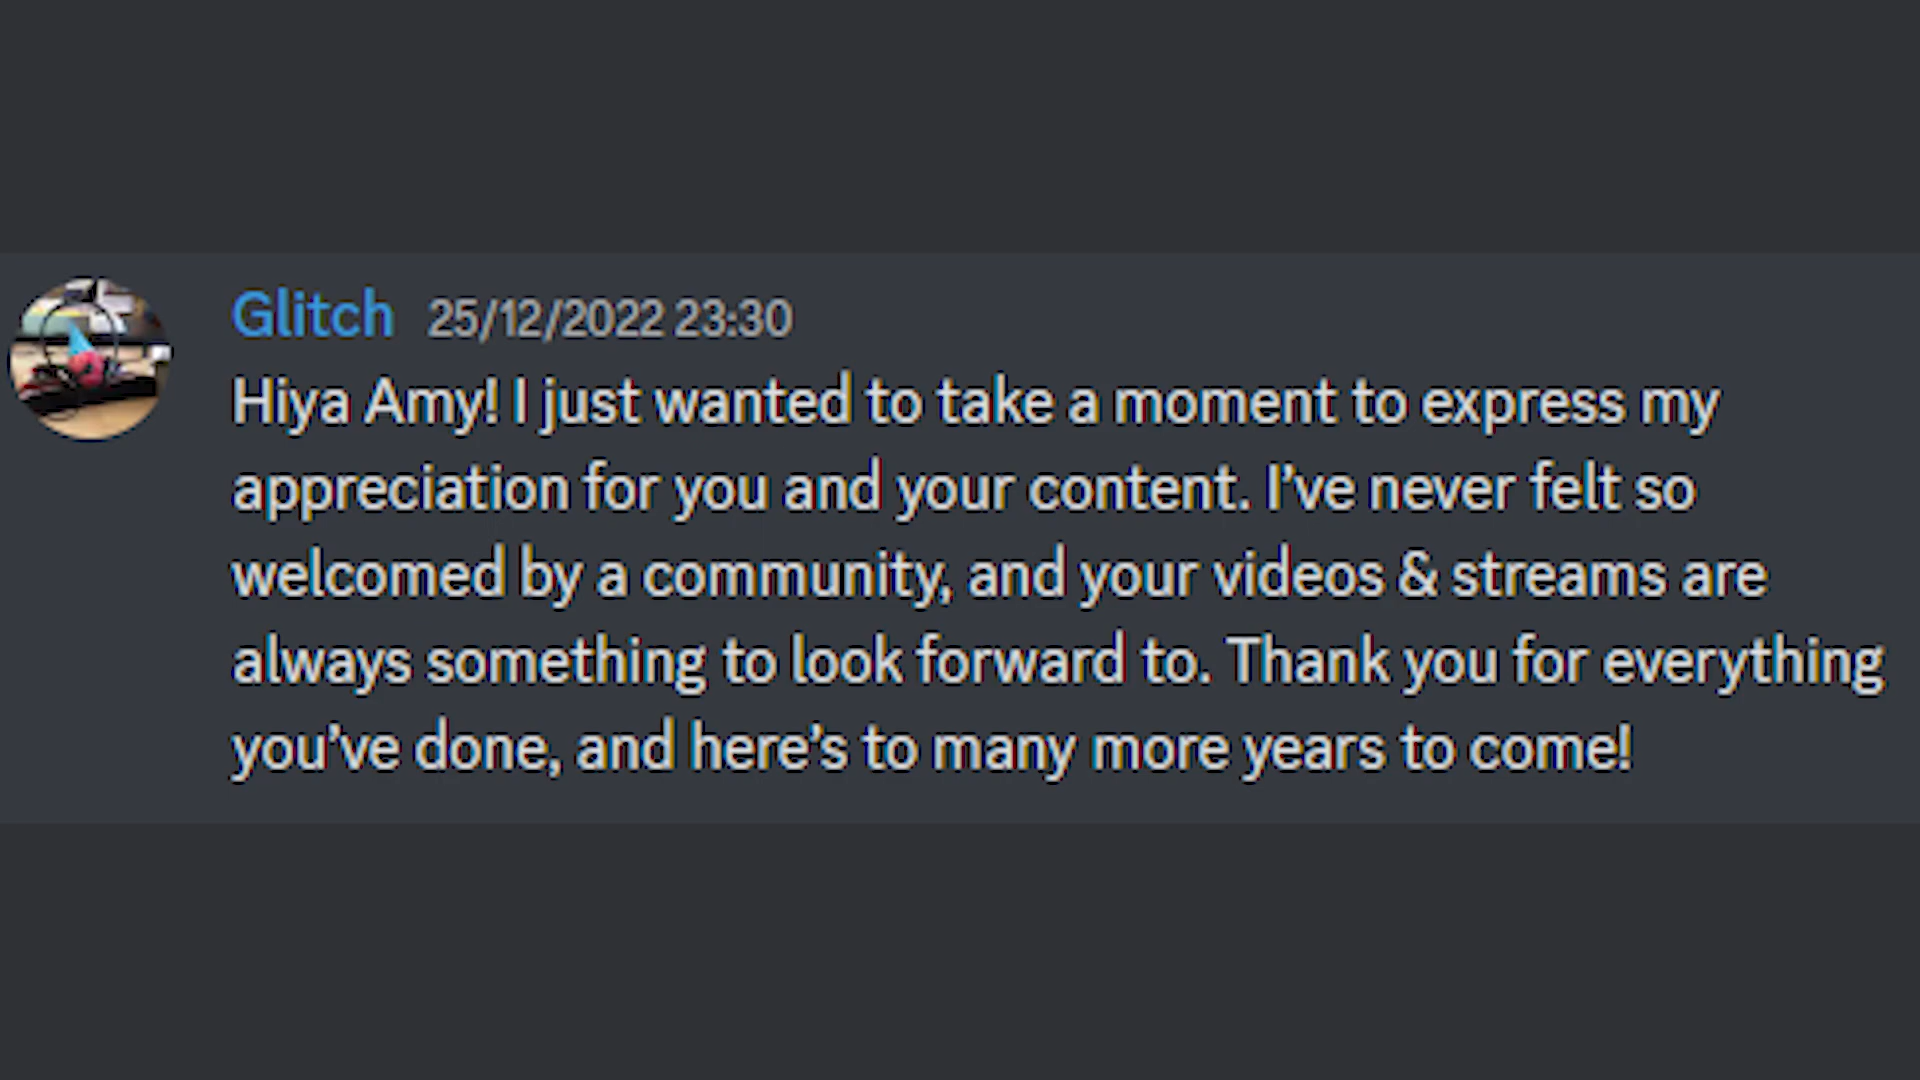 Glitch 25/12/2022 23:30
Hiya Amy! I just wanted to take a moment to express my
appreciation for you and your content. I’ve never felt so
welcomed by a community, and your videos & streams are
always something to look forward to. Thank you for everything
you’ve done, and here’s to many more years to come!